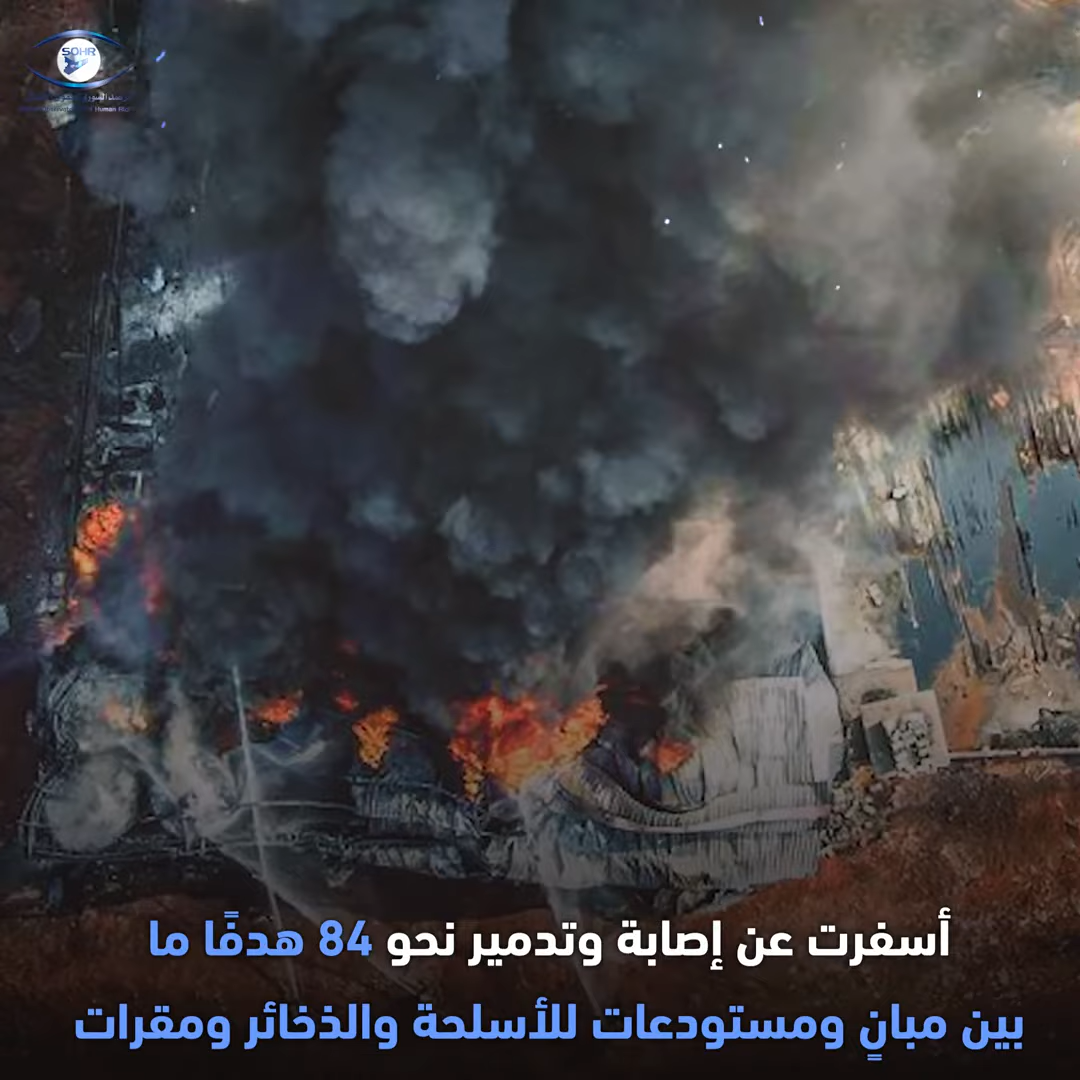 SOHR
أسفرت عن إصابة وتدمير نحو 84 هدفًا ما
بين مبانٍ ومستودعات للأسلحة والذخائر ومقرات